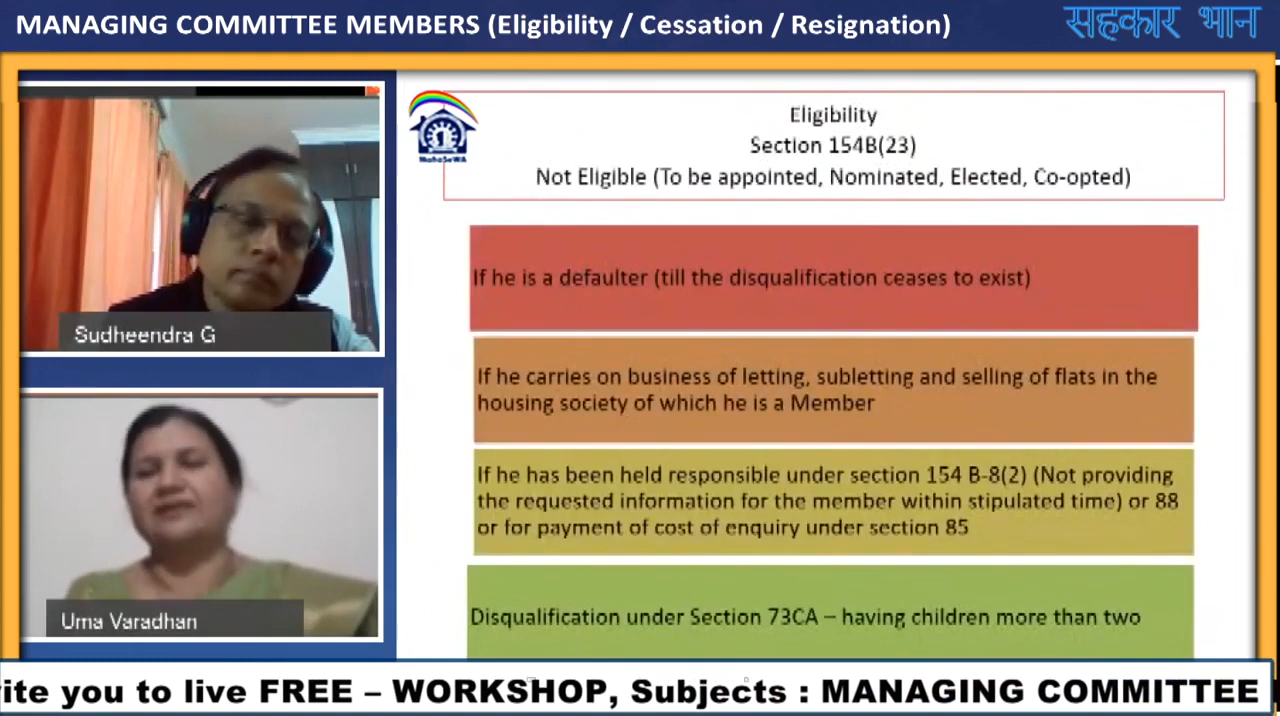 MANAGING COMMITTEE MEMBERS (Eligibility / Cessation / Resignation)
सहकार भान
Sudheendra G
Uma Varadhan
MahaSeWA
Eligibility
Section 154B(23)
Not Eligible (To be appointed, Nominated, Elected, Co-opted)
If he is a defaulter (till the disqualification ceases to exist)
If he carries on business of letting, subletting and selling of flats in the
housing society of which he is a Member
If he has been held responsible under section 154 B-8(2) (Not providing
the requested information for the member within stipulated time) or 88
or for payment of cost of enquiry under section 85
Disqualification under Section 73CA – having children more than two
ite you to live FREE – WORKSHOP, Subjects : MANAGING COMMITTEE